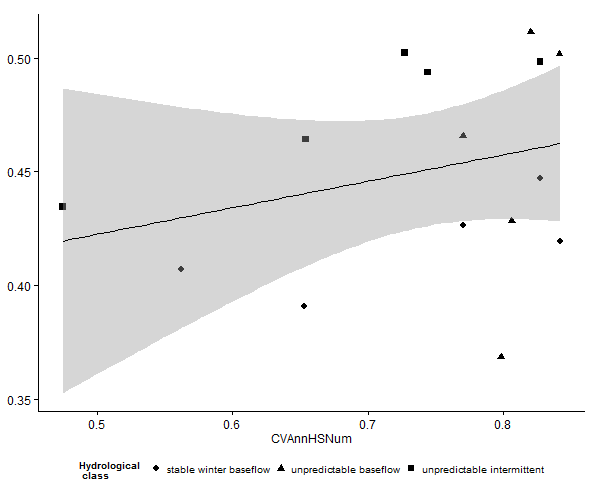 0.50
0.45
0.40
0.35
0.5 0.6 0.7 0.8
CVAnnHSNum
Hydrological
class
stable winter baseflow unpredictable baseflow unpredictable intermittent